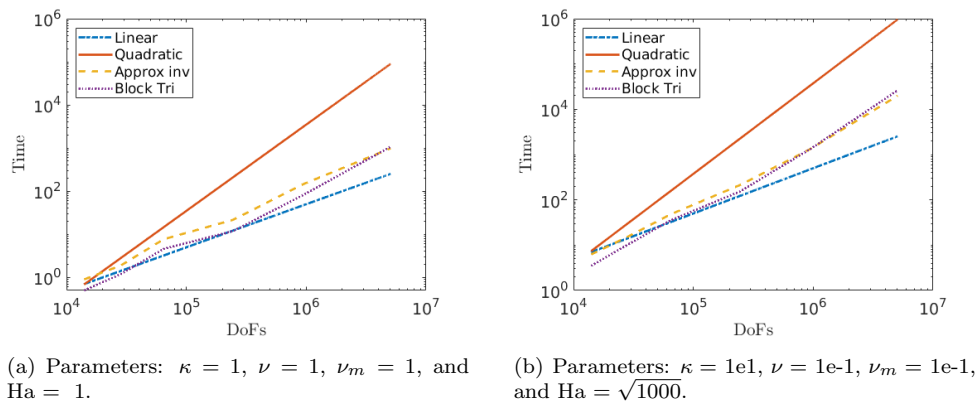 10^6
10^4
10^2
10^0
Time
Linear
Quadratic
Approx inv
Block Tri
10^4 10^5 10^6 10^7
DoFs
(a) Parameters: κ = 1, ν = 1, ν_m = 1, and
Ha = 1.
10^6
10^4
10^2
10^0
Time
Linear
Quadratic
Approx inv
Block Tri
10^4 10^5 10^6 10^7
DoFs
(b) Parameters: κ = 1e1, ν = 1e-1, ν_m = 1e-1,
and Ha = √1000.